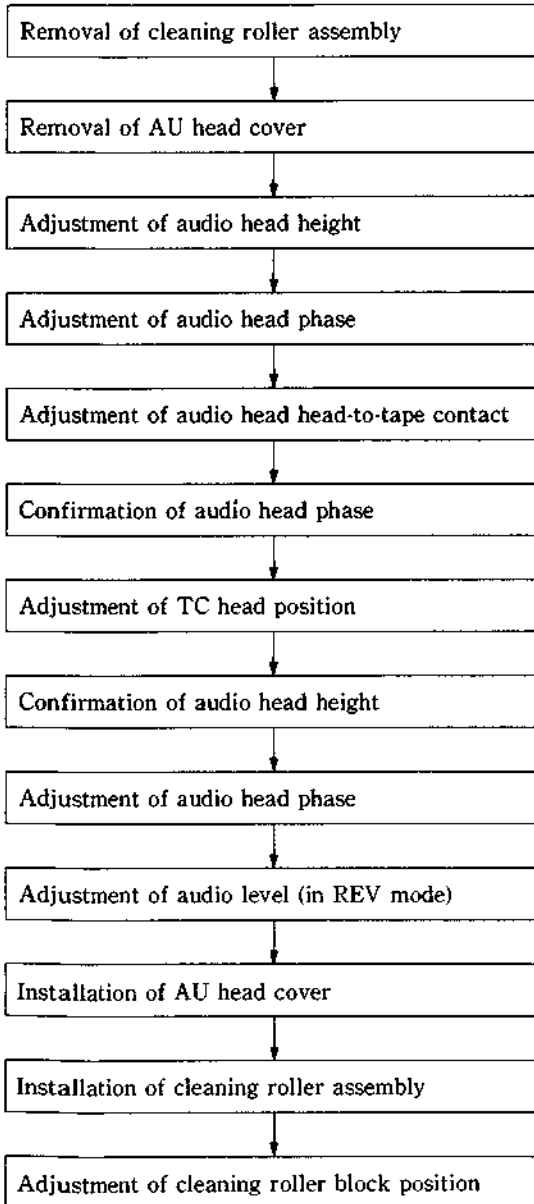 Removal of cleaning roller assembly
Removal of AU head cover
Adjustment of audio head height
Adjustment of audio head phase
Adjustment of audio head head-to-tape contact
Confirmation of audio head phase
Adjustment of TC head position
Confirmation of audio head height
Adjustment of audio head phase
Adjustment of audio level (in REV mode)
Installation of AU head cover
Installation of cleaning roller assembly
Adjustment of cleaning roller block position